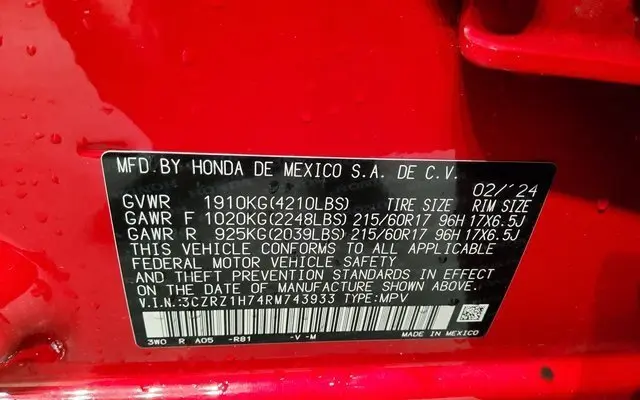 MFD.BY HONDA DE MEXICO S.A. DE C.V.
02/'24
GVWR 1910KG(4210LBS) TIRE SIZE RIM SIZE
GAWR F 1020KG(2248LBS) 215/60R17 96H 17X6.5J
GAWR R 925KG(2039LBS) 215/60R17 96H 17X6.5J
THIS VEHICLE CONFORMS TO ALL APPLICABLE
FEDERAL MOTOR VEHICLE SAFETY
AND THEFT PREVENTION STANDARDS IN EFFECT
ON THE DATE OF MANUFACTURE SHOWN ABOVE.
V.I.N.:3CZRZ1H74RM743933 TYPE:MPV
3W0 R A05 -R81 -V -M MADE IN MEXICO